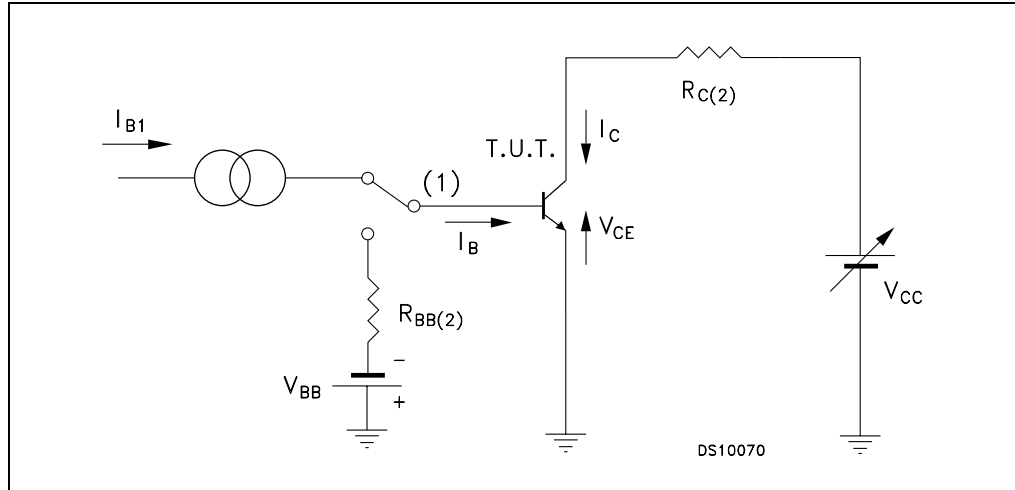 R_C(2)
I_B1
I_C
T.U.T.
(1)
I_B
V_CE
V_CC
R_BB(2)
−
V_BB
+
DS10070